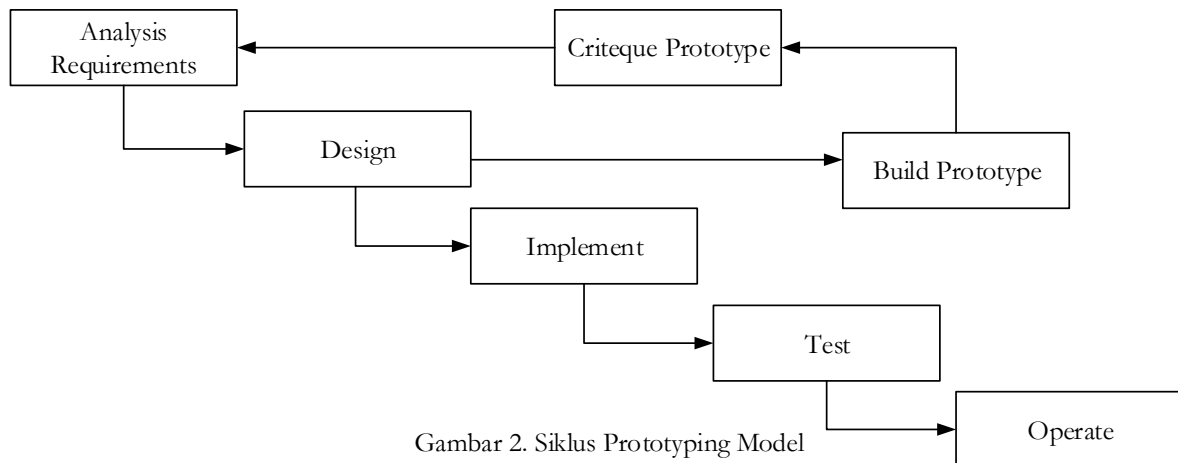 Analysis
Requirements
Criteque Prototype
Design
Build Prototype
Implement
Test
Operate
Gambar 2. Siklus Prototyping Model